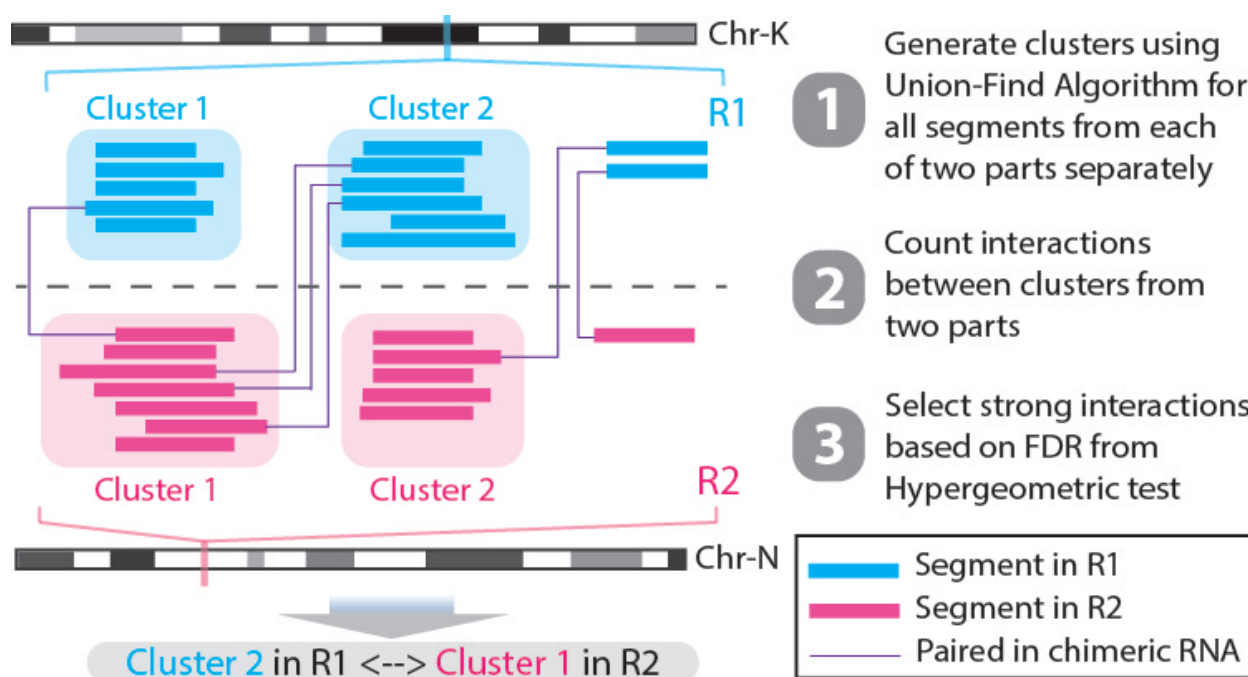 Chr-K
Cluster 1
Cluster 2
R1
Cluster 1
Cluster 2
R2
Chr-N
Cluster 2 in R1 <--> Cluster 1 in R2
1
Generate clusters using
Union-Find Algorithm for
all segments from each
of two parts separately
2
Count interactions
between clusters from
two parts
3
Select strong interactions
based on FDR from
Hypergeometric test
Segment in R1
Segment in R2
Paired in chimeric RNA